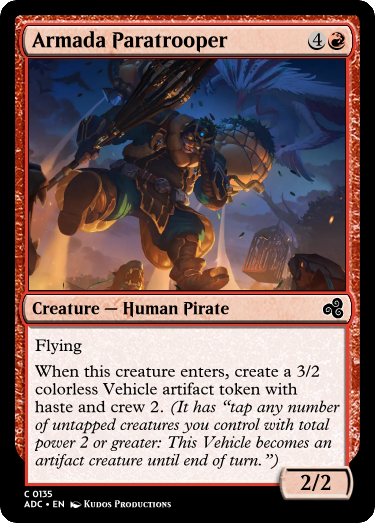 Armada Paratrooper 4
Creature — Human Pirate
Flying
When this creature enters, create a 3/2
colorless Vehicle artifact token with
haste and crew 2. (It has “tap any number
of untapped creatures you control with total
power 2 or greater: This Vehicle becomes an
artifact creature until end of turn.”)
2/2
C 0135
ADC • EN Kudos Productions